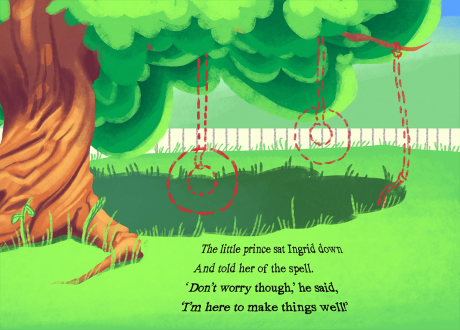 The little prince sat Ingrid down
And told her of the spell.
'Don't worry though,' he said,
'I'm here to make things well!'